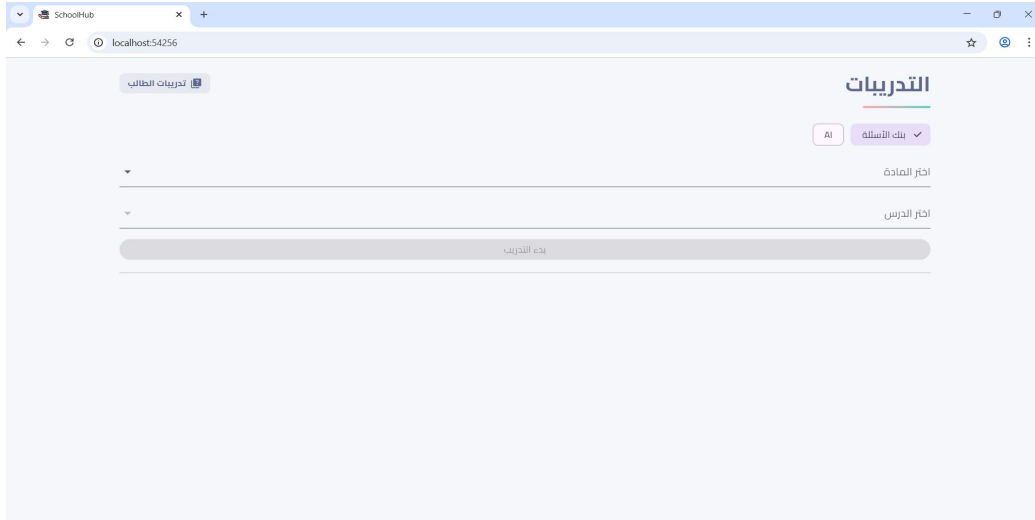 SchoolHub
localhost:54256
التدريبات
تدريبات الطالب
بنك الأسئلة
AI
اختر المادة
اختر الدرس
بدء التدريب